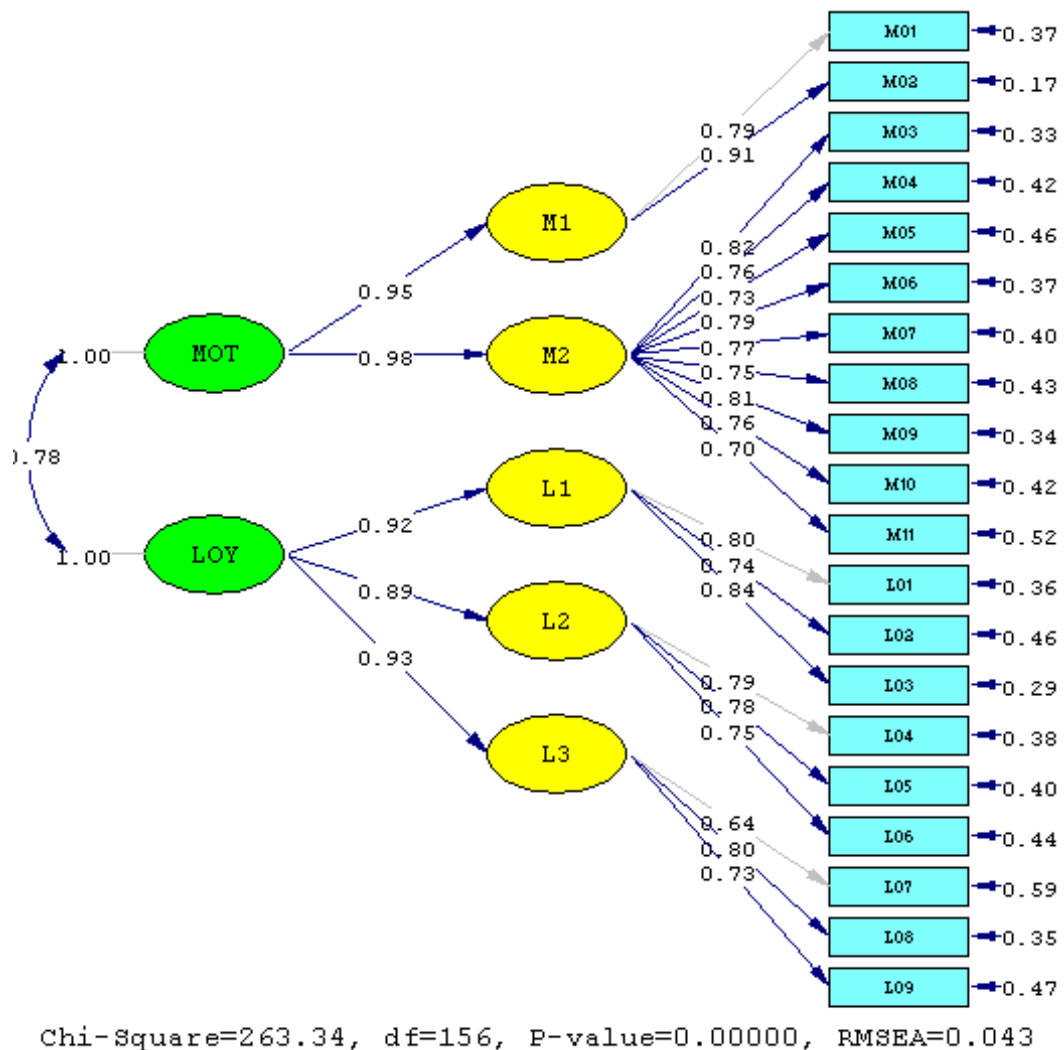 M01
0.37
M02
0.17
0.79
0.91
M03
0.33
M04
0.42
M1
M05
0.46
0.82
0.76
M06
0.37
0.95
0.73
0.79
M07
0.40
1.00
MOT
0.98
M2
0.77
0.75
M08
0.43
0.81
0.76
M09
0.34
0.70
0.78
M10
0.42
L1
0.92
M11
0.52
0.80
1.00
LOY
0.74
L01
0.36
0.89
0.84
L2
L02
0.46
0.93
0.79
L03
0.29
0.78
0.75
L04
0.38
L3
L05
0.40
0.64
L06
0.44
0.80
0.73
L07
0.59
L08
0.35
L09
0.47
Chi-Square=263.34, df=156, P-value=0.00000, RMSEA=0.043